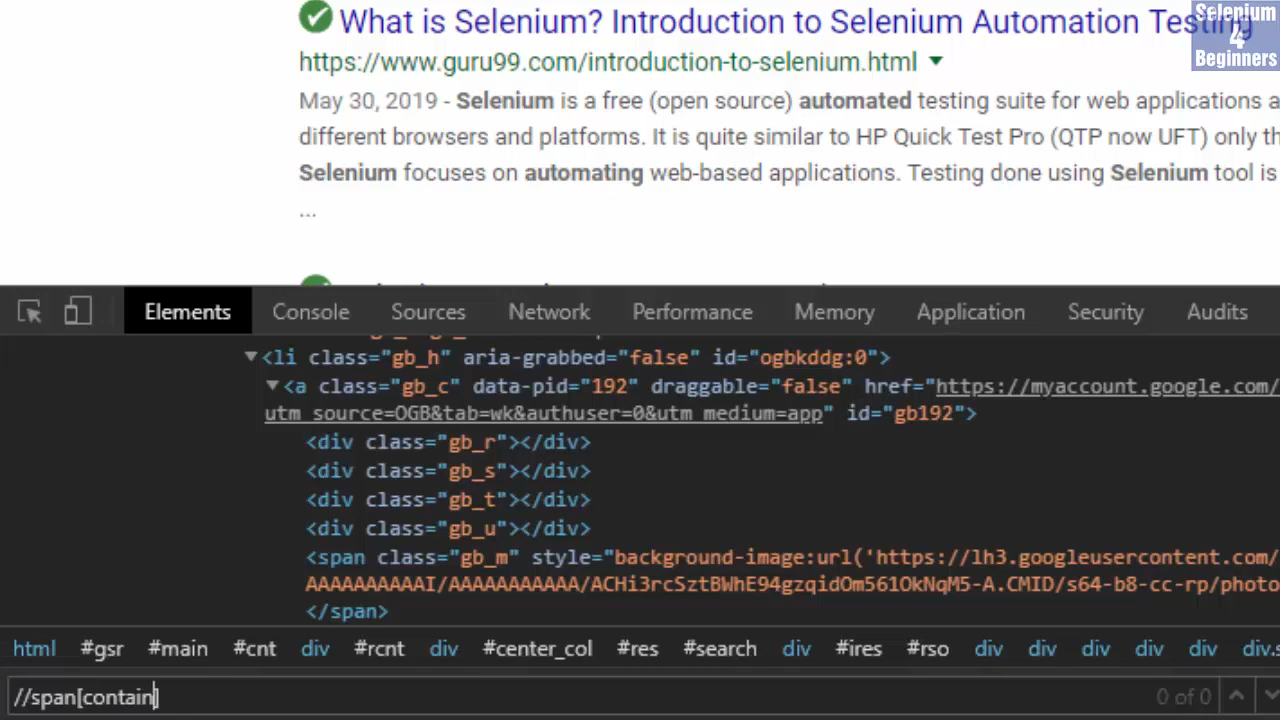 What is Selenium? Introduction to Selenium Automation Testing
Selenium
4
Beginners
https://www.guru99.com/introduction-to-selenium.html
May 30, 2019 - Selenium is a free (open source) automated testing suite for web applications a
different browsers and platforms. It is quite similar to HP Quick Test Pro (QTP now UFT) only th
Selenium focuses on automating web-based applications. Testing done using Selenium tool is
...
Elements Console Sources Network Performance Memory Application Security Audits
<li class="gb_h" aria-grabbed="false" id="ogbkddg:0">
<a class="gb_c" data-pid="192" draggable="false" href="https://myaccount.google.com/
utm_source=OGB&tab=wk&authuser=0&utm_medium=app" id="gb192">
<div class="gb_r"></div>
<div class="gb_s"></div>
<div class="gb_t"></div>
<div class="gb_u"></div>
<span class="gb_m" style="background-image:url('https://lh3.googleusercontent.com/
AAAAAAAAAAI/AAAAAAAAAAA/ACHi3rcSztBWhE94gzqidOm561OkNqM5-A.CMID/s64-b8-cc-rp/photo
</span>
html #gsr #main #cnt div #rcnt div #center_col #res #search div #ires #rso div div div div div div.s
//span[contain]
0 of 0